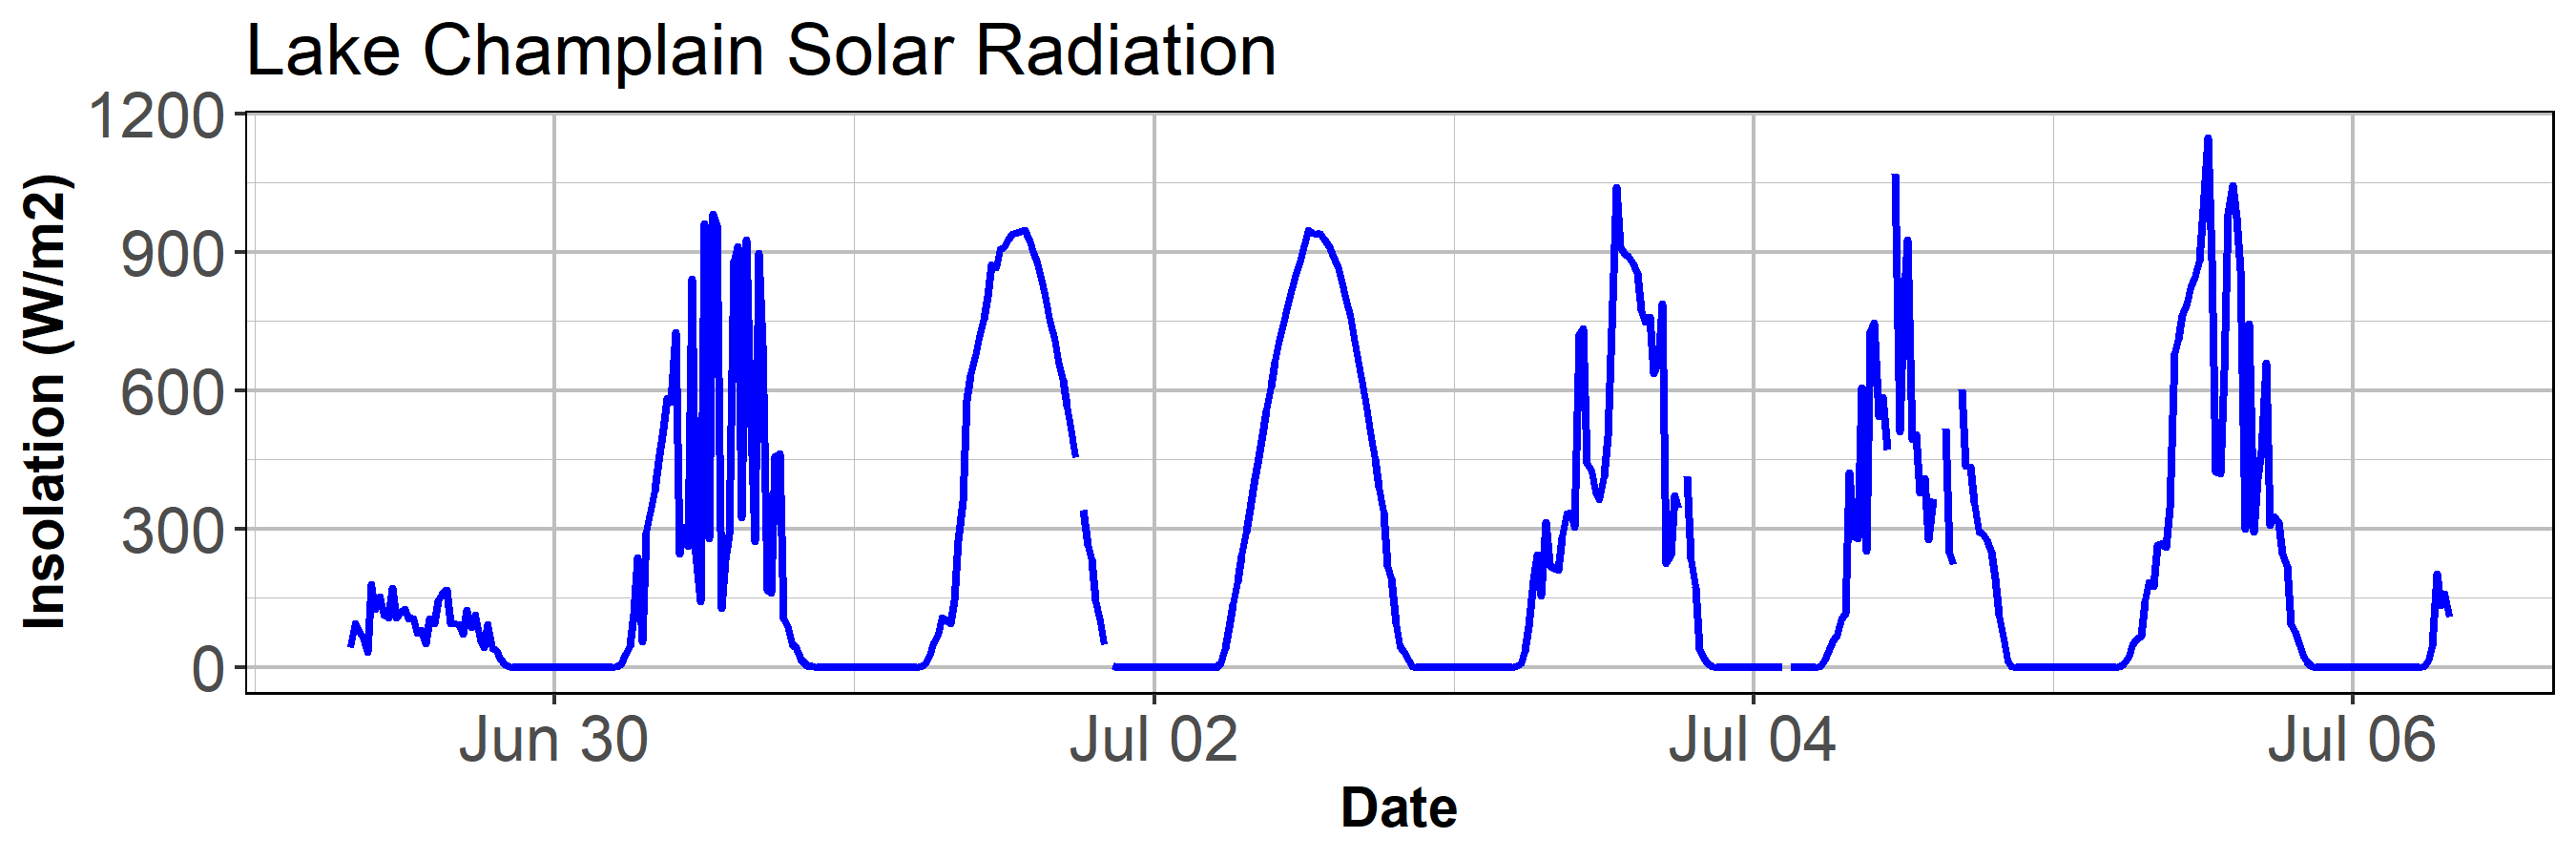 Lake Champlain Solar Radiation
1200
900
600
300
0
Insolation (W/m2)
Jun 30 Jul 02 Jul 04 Jul 06
Date